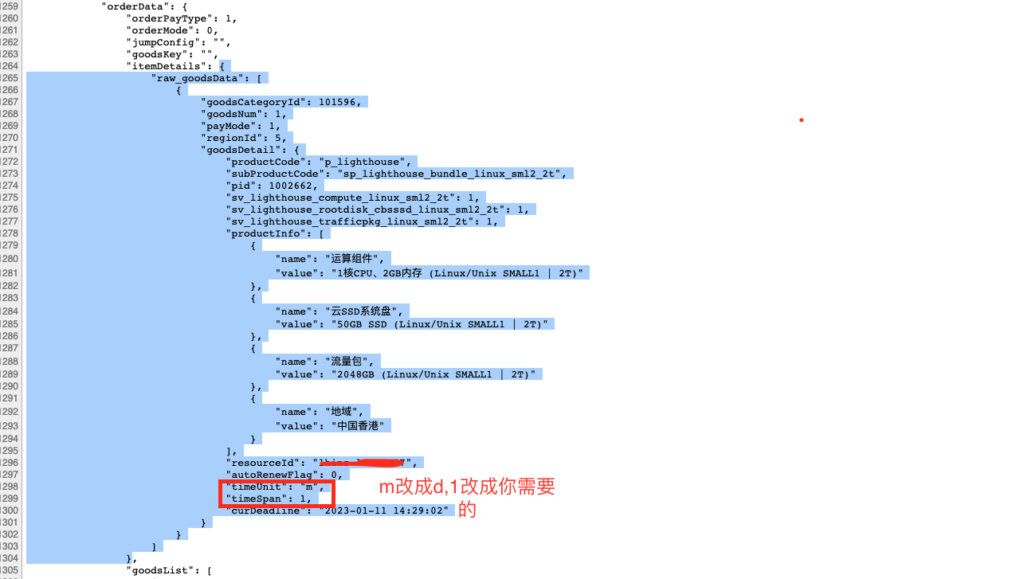 1259 "orderData": {
1260 "orderPayType": 1,
1261 "orderMode": 0,
1262 "jumpConfig": "",
1263 "goodsKey": "",
1264 "itemDetails": {
1265 "raw_goodsData": [
1266 {
1267 "goodsCategoryId": 101596,
1268 "goodsNum": 1,
1269 "payMode": 1,
1270 "regionId": 5,
1271 "goodsDetail": {
1272 "productCode": "p_lighthouse",
1273 "subProductCode": "sp_lighthouse_bundle_linux_sml2_2t",
1274 "pid": 1002662,
1275 "sv_lighthouse_compute_linux_sml2_2t": 1,
1276 "sv_lighthouse_rootdisk_cbsssd_linux_sml2_2t": 1,
1277 "sv_lighthouse_trafficpkg_linux_sml2_2t": 1,
1278 "productInfo": [
1279 {
1280 "name": "运算组件",
1281 "value": "1核CPU、2GB内存 (Linux/Unix SMALL1 | 2T)"
1282 },
1283 {
1284 "name": "云SSD系统盘",
1285 "value": "50GB SSD (Linux/Unix SMALL1 | 2T)"
1286 },
1287 {
1288 "name": "流量包",
1289 "value": "2048GB (Linux/Unix SMALL1 | 2T)"
1290 },
1291 {
1292 "name": "地域",
1293 "value": "中国香港"
1294 }
1295 ],
1296 "resourceId": "
1297 "autoRenewFlag": 0,
1298 "timeUnit": "m",
1299 "timeSpan": 1,
m改成d,1改成你需要
的
1300 "curDeadline": "2023-01-11 14:29:02"
1301 }
1302 }
1303 ]
1304 },
1305 "goodsList": [